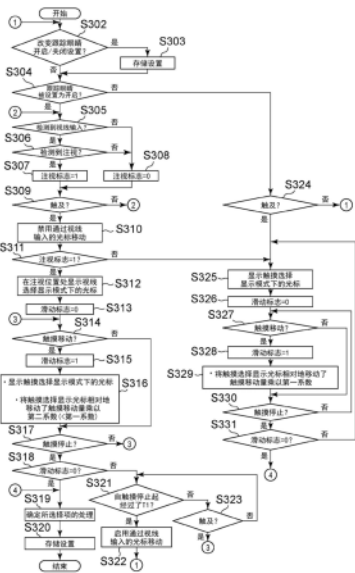 开始
①
S302
改变跟踪眼睛
开启/关闭设置?
是
S303
存储设置
否
S304
跟踪眼睛
被设置为开启?
否
是
②
S305
检测到视线输入?
否
是
S306
检测到注视?
否
是
S307
注视标志=1
S308
注视标志=0
S309
触及?
否
②
是
禁用通过视线
输入的光标移动
S310
S311
注视标志=1?
否
是
在注视位置处显示视线
选择显示模式下的光标
S312
滑动标志=0
S313
③
S314
触摸移动?
否
是
滑动标志=1
S315
·显示触摸选择显示模式下的光标
·将触摸选择显示光标相对地
移动了触摸移动量乘以
第二系数(<第一系数)
S316
S317
触摸停止?
否
③
是
S318
滑动标志=0?
否
是
④
S319
确定所选择项的处理
S320
存储设置
结束
S321
自触摸停止起
经过了T1?
否
是
启用通过视线
输入的光标移动
S322
①
S323
触及?
否
是
③
S324
触及?
否
①
是
S325
显示触摸选择
显示模式下的光标
S326
滑动标志=0
S327
触摸移动?
否
是
S328
滑动标志=1
S329
·将触摸选择显示光标相对地移动了
触摸移动量乘以第一系数
S330
触摸停止?
否
是
S331
滑动标志=0?
否
是
④